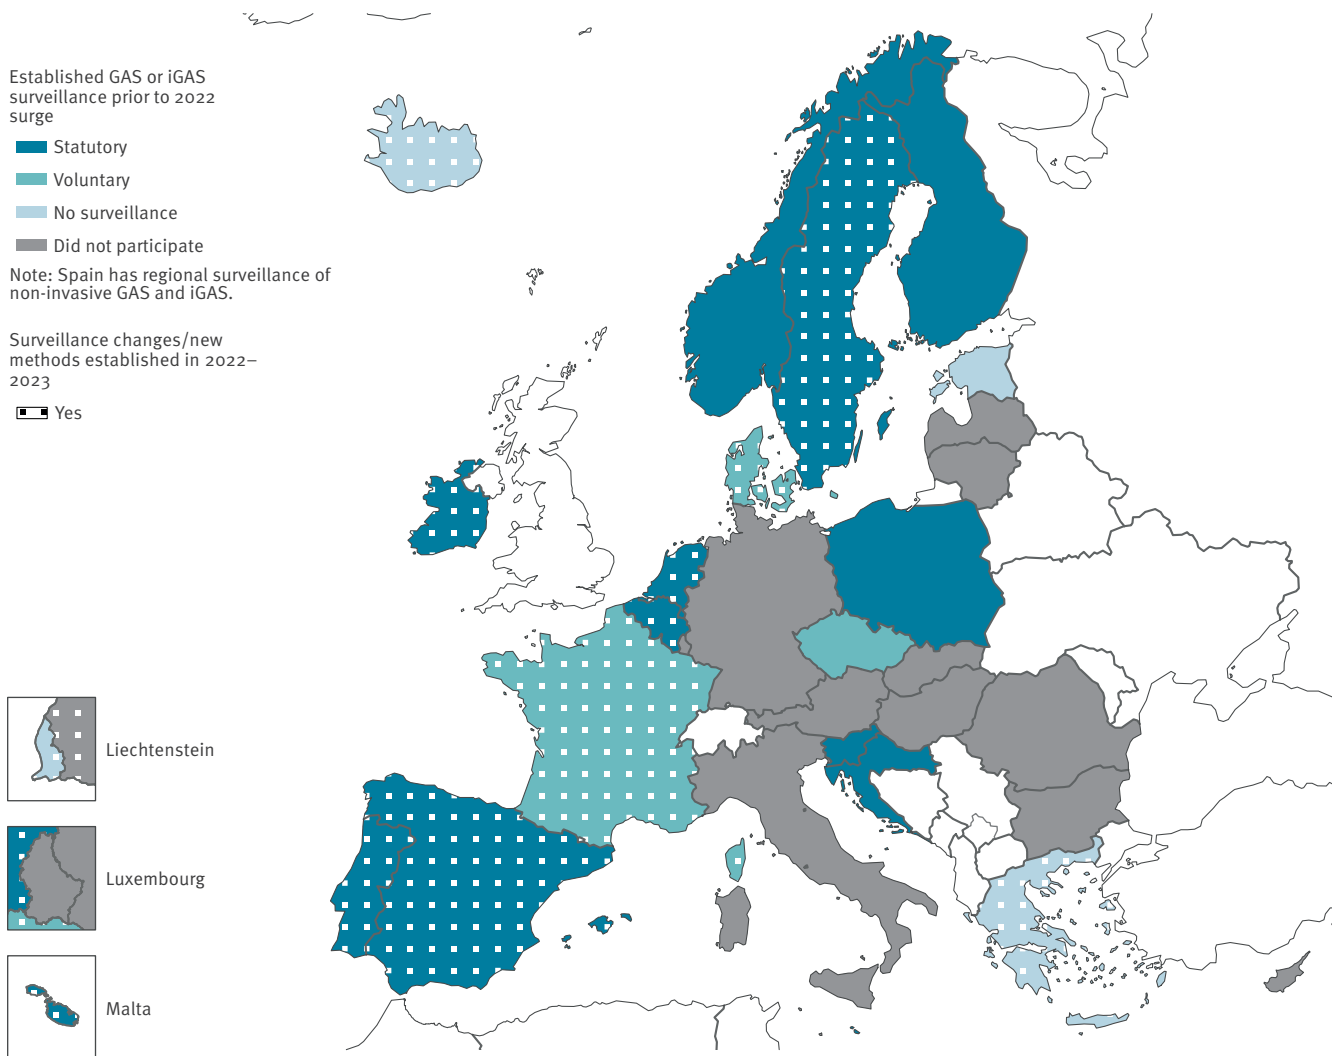 Established GAS or iGAS
surveillance prior to 2022
surge
Statutory
Voluntary
No surveillance
Did not participate
Note: Spain has regional surveillance of
non-invasive GAS and iGAS.
Surveillance changes/new
methods established in 2022–
2023
Yes
Liechtenstein
Luxembourg
Malta